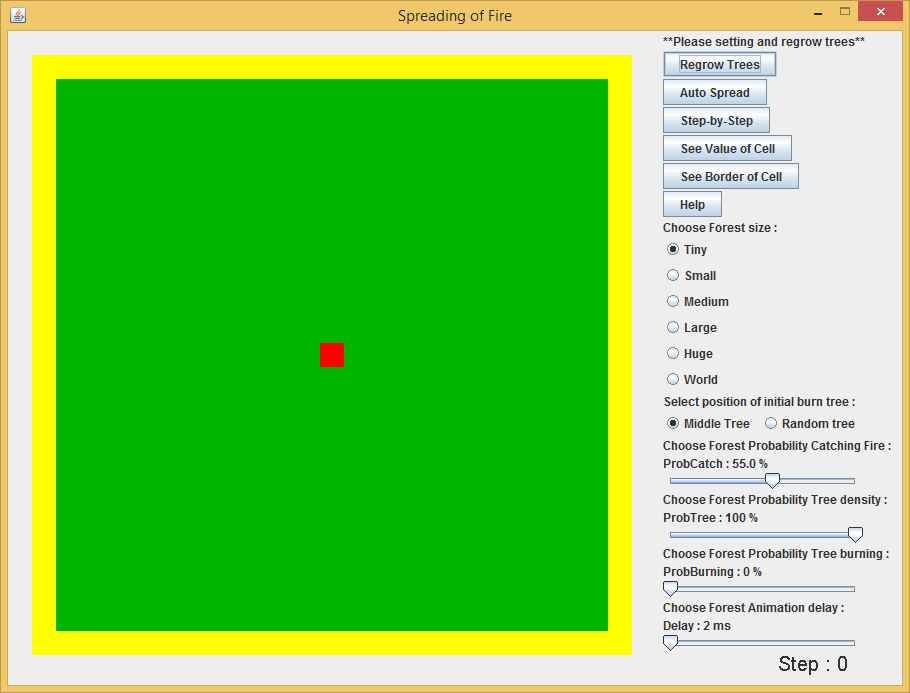 Spreading of Fire
**Please setting and regrow trees**
Regrow Trees
Auto Spread
Step-by-Step
See Value of Cell
See Border of Cell
Help
Choose Forest size :
Tiny
Small
Medium
Large
Huge
World
Select position of initial burn tree :
Middle Tree Random tree
Choose Forest Probability Catching Fire :
ProbCatch : 55.0 %
Choose Forest Probability Tree density :
ProbTree : 100 %
Choose Forest Probability Tree burning :
ProbBurning : 0 %
Choose Forest Animation delay :
Delay : 2 ms
Step : 0